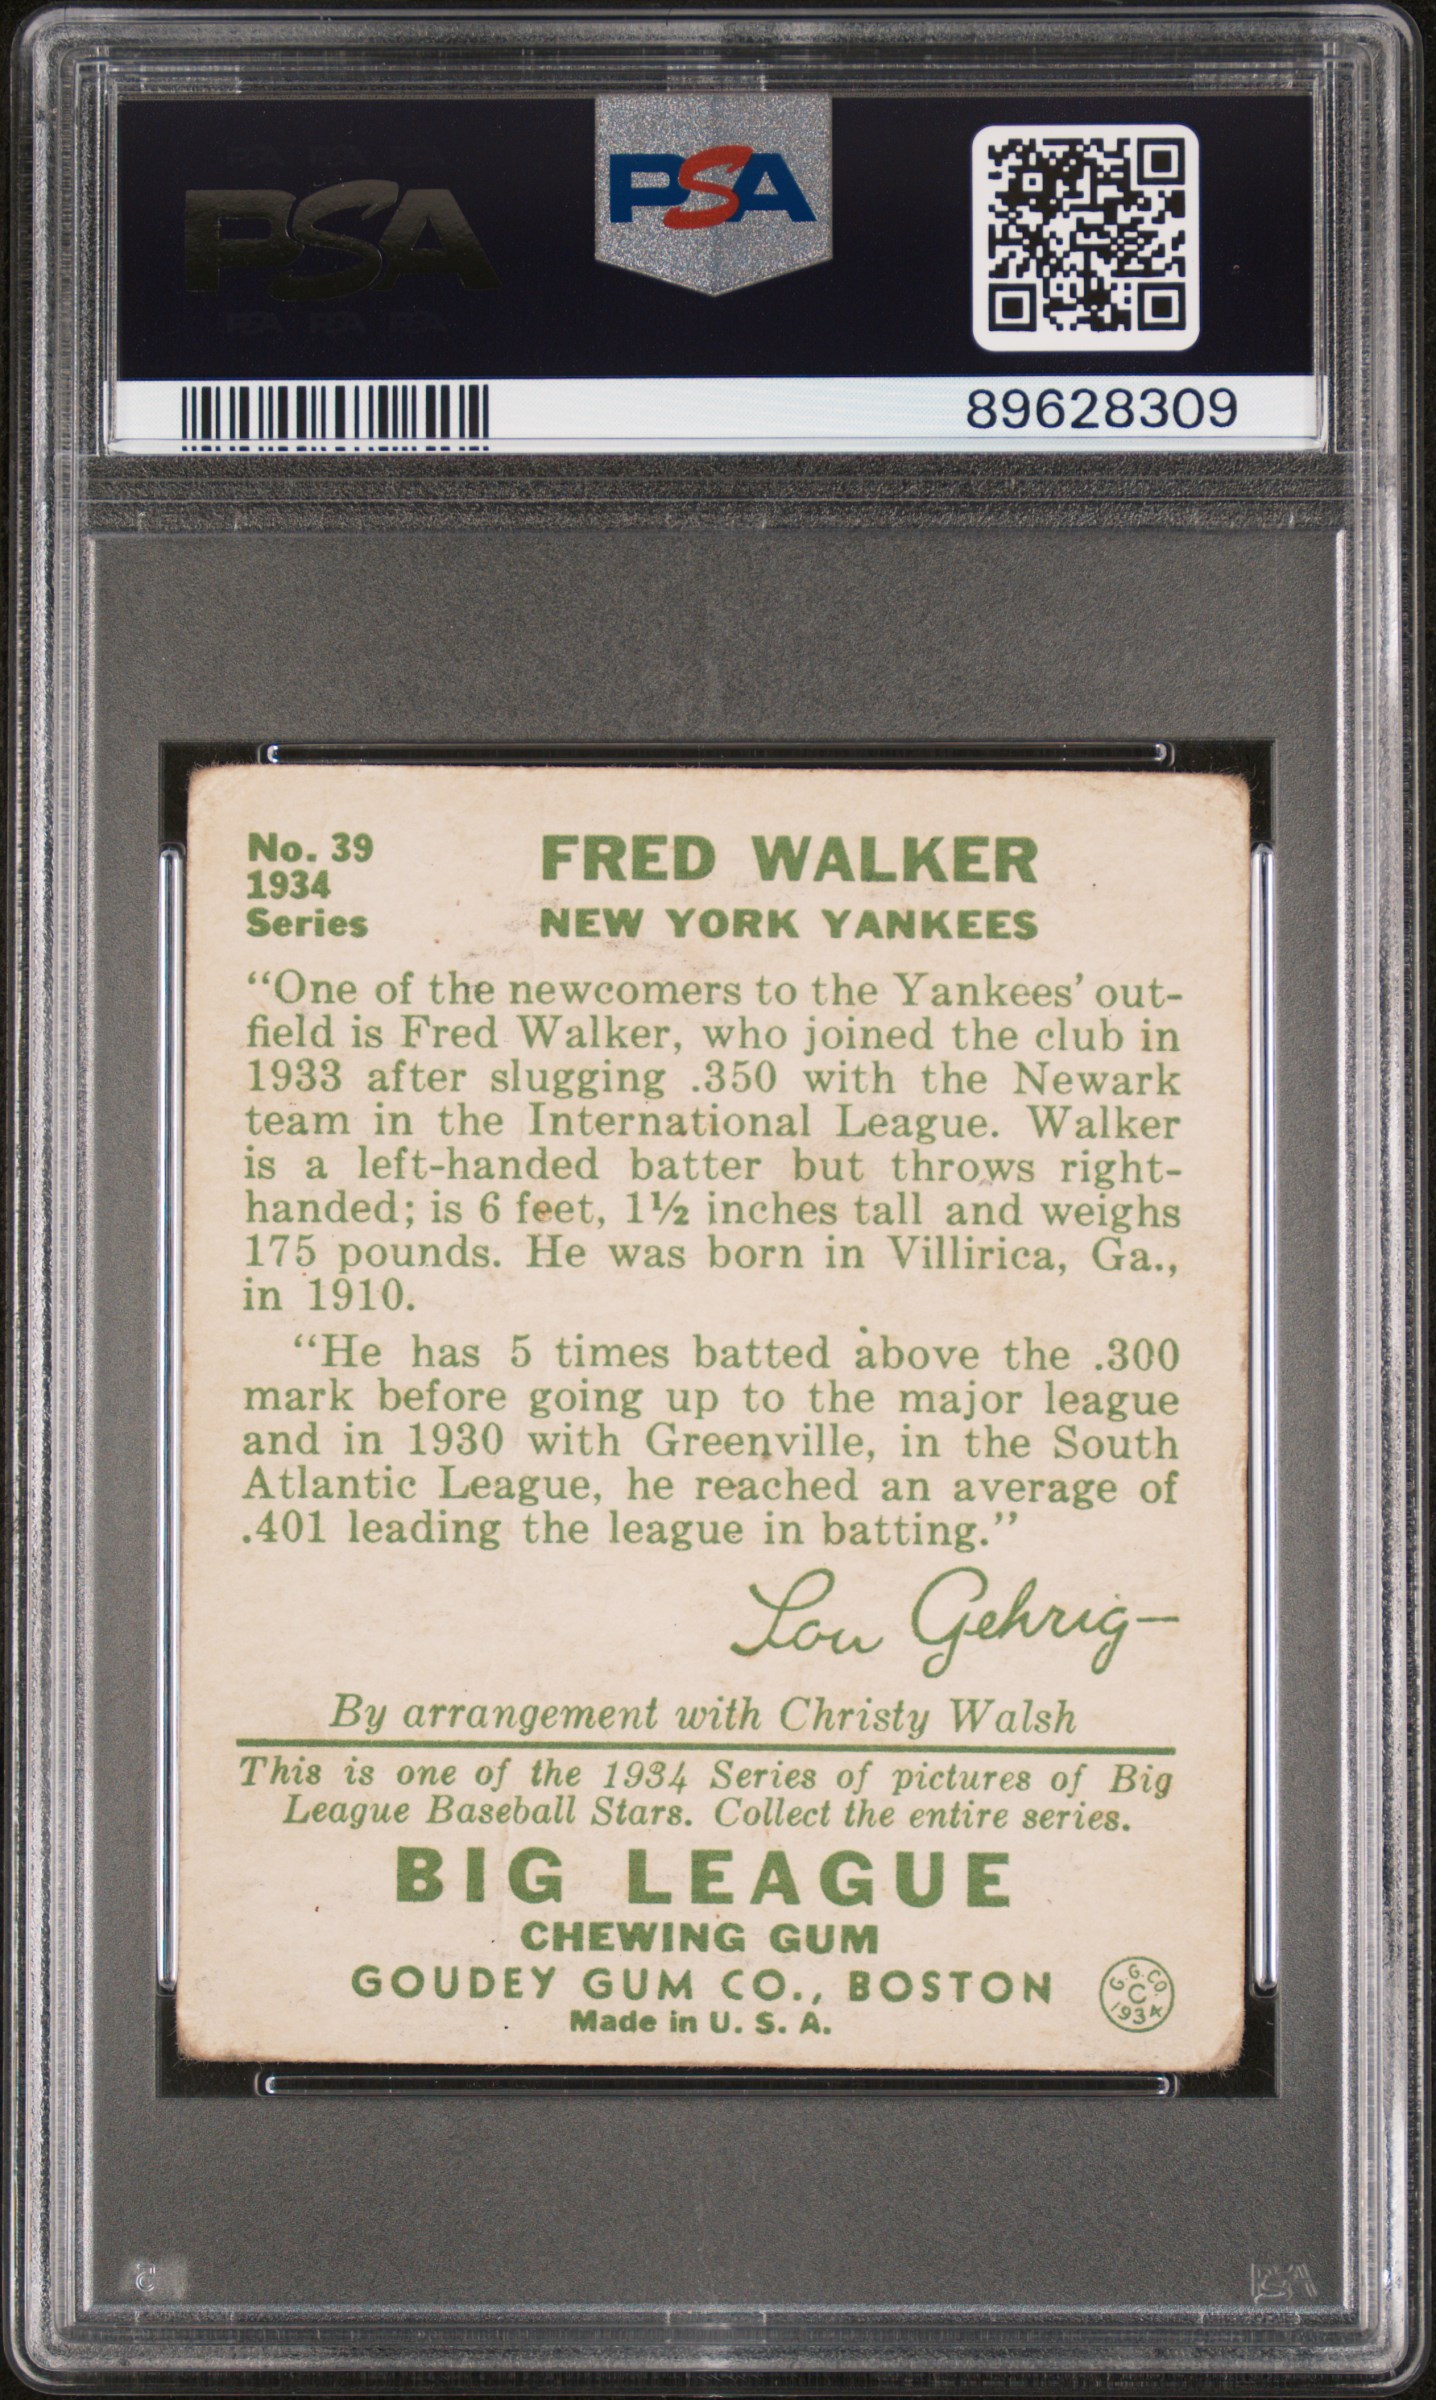 PSA
PSA
89628309
No. 39
1934
Series
FRED WALKER
NEW YORK YANKEES
“One of the newcomers to the Yankees’ out-
field is Fred Walker, who joined the club in
1933 after slugging .350 with the Newark
team in the International League. Walker
is a left-handed batter but throws right-
handed; is 6 feet, 1½ inches tall and weighs
175 pounds. He was born in Villirica, Ga.,
in 1910.
“He has 5 times batted above the .300
mark before going up to the major league
and in 1930 with Greenville, in the South
Atlantic League, he reached an average of
.401 leading the league in batting.”
Lou Gehrig—
By arrangement with Christy Walsh
This is one of the 1934 Series of pictures of Big
League Baseball Stars. Collect the entire series.
BIG LEAGUE
CHEWING GUM
GOUDEY GUM CO., BOSTON
Made in U. S. A.
G. G. CO.
C
1934
PSA